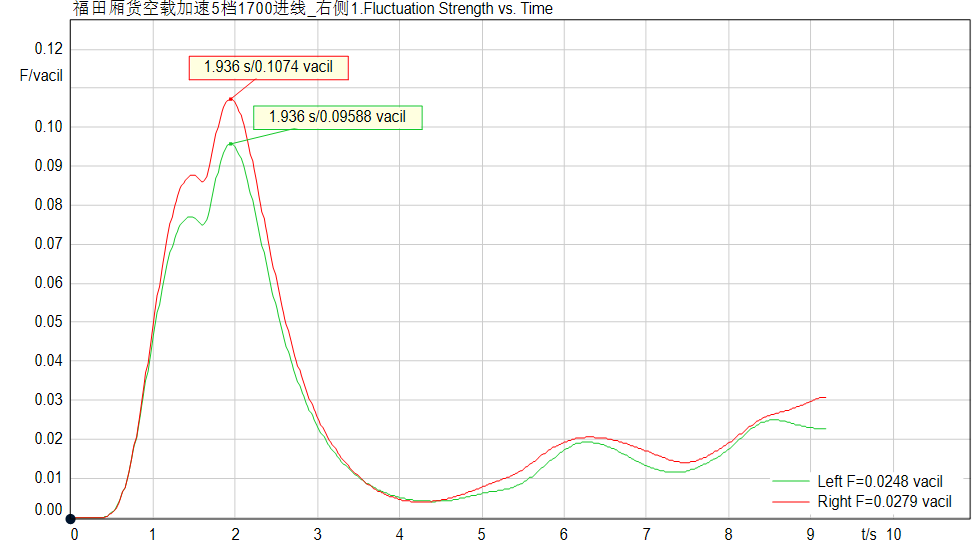 福田厢货空载加速5档1700进线_右侧1.Fluctuation Strength vs. Time
0.12
F/vacil
0.10
0.09
0.08
0.07
0.06
0.05
0.04
0.03
0.02
0.01
0.00
1.936 s/0.1074 vacil
1.936 s/0.09588 vacil
Left F=0.0248 vacil
Right F=0.0279 vacil
0 1 2 3 4 5 6 7 8 9 t/s 10